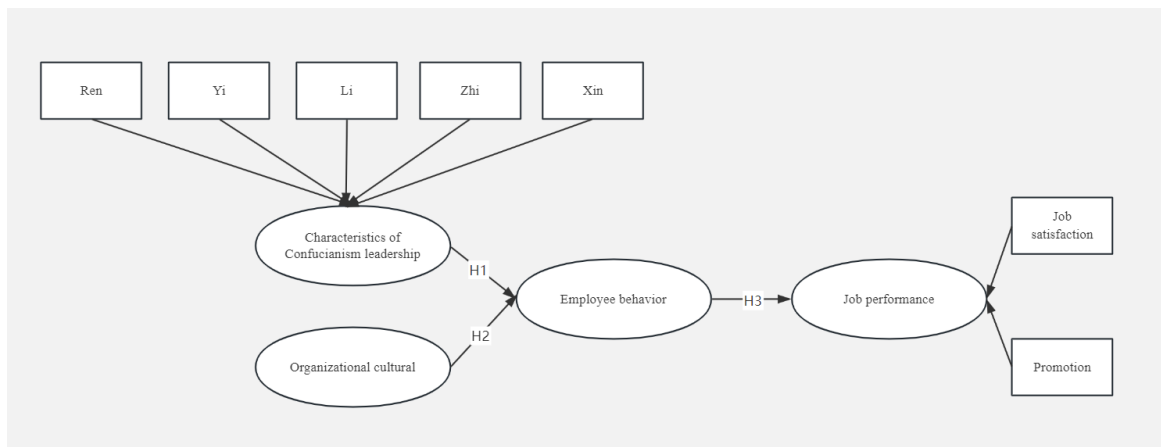 Ren
Yi
Li
Zhi
Xin
Characteristics of
Confucianism leadership
Organizational cultural
H1
H2
Employee behavior
H3
Job performance
Job
satisfaction
Promotion